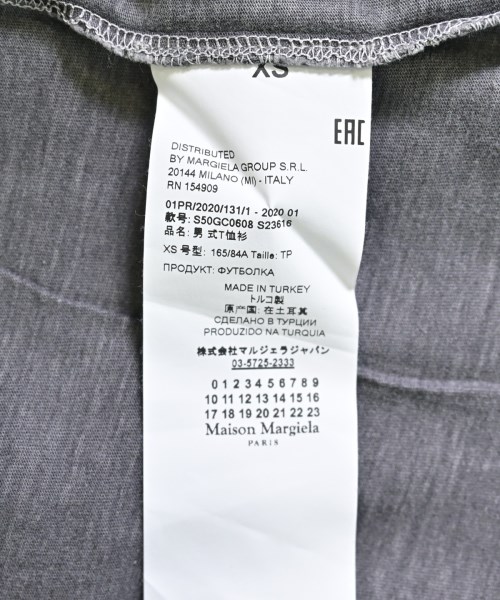 XS
EAC
DISTRIBUTED
BY MARGIELA GROUP S.R.L.
20144 MILANO (MI) - ITALY
RN 154909
01PR/2020/131/1 - 2020 01
款号: S50GC0608 S23616
品名: 男 式T恤衫
XS 号型: 165/84A Taille: TP
ПРОДУКТ: ФУТБОЛКА
MADE IN TURKEY
トルコ製
原产国: 在土耳其
СДЕЛАНО В ТУРЦИИ
PRODUZIDO NA TURQUIA
株式会社マルジェラジャパン
03-5725-2333
0 1 2 3 4 5 6 7 8 9
10 11 12 13 14 15 16
17 18 19 20 21 22 23
Maison Margiela
PARIS